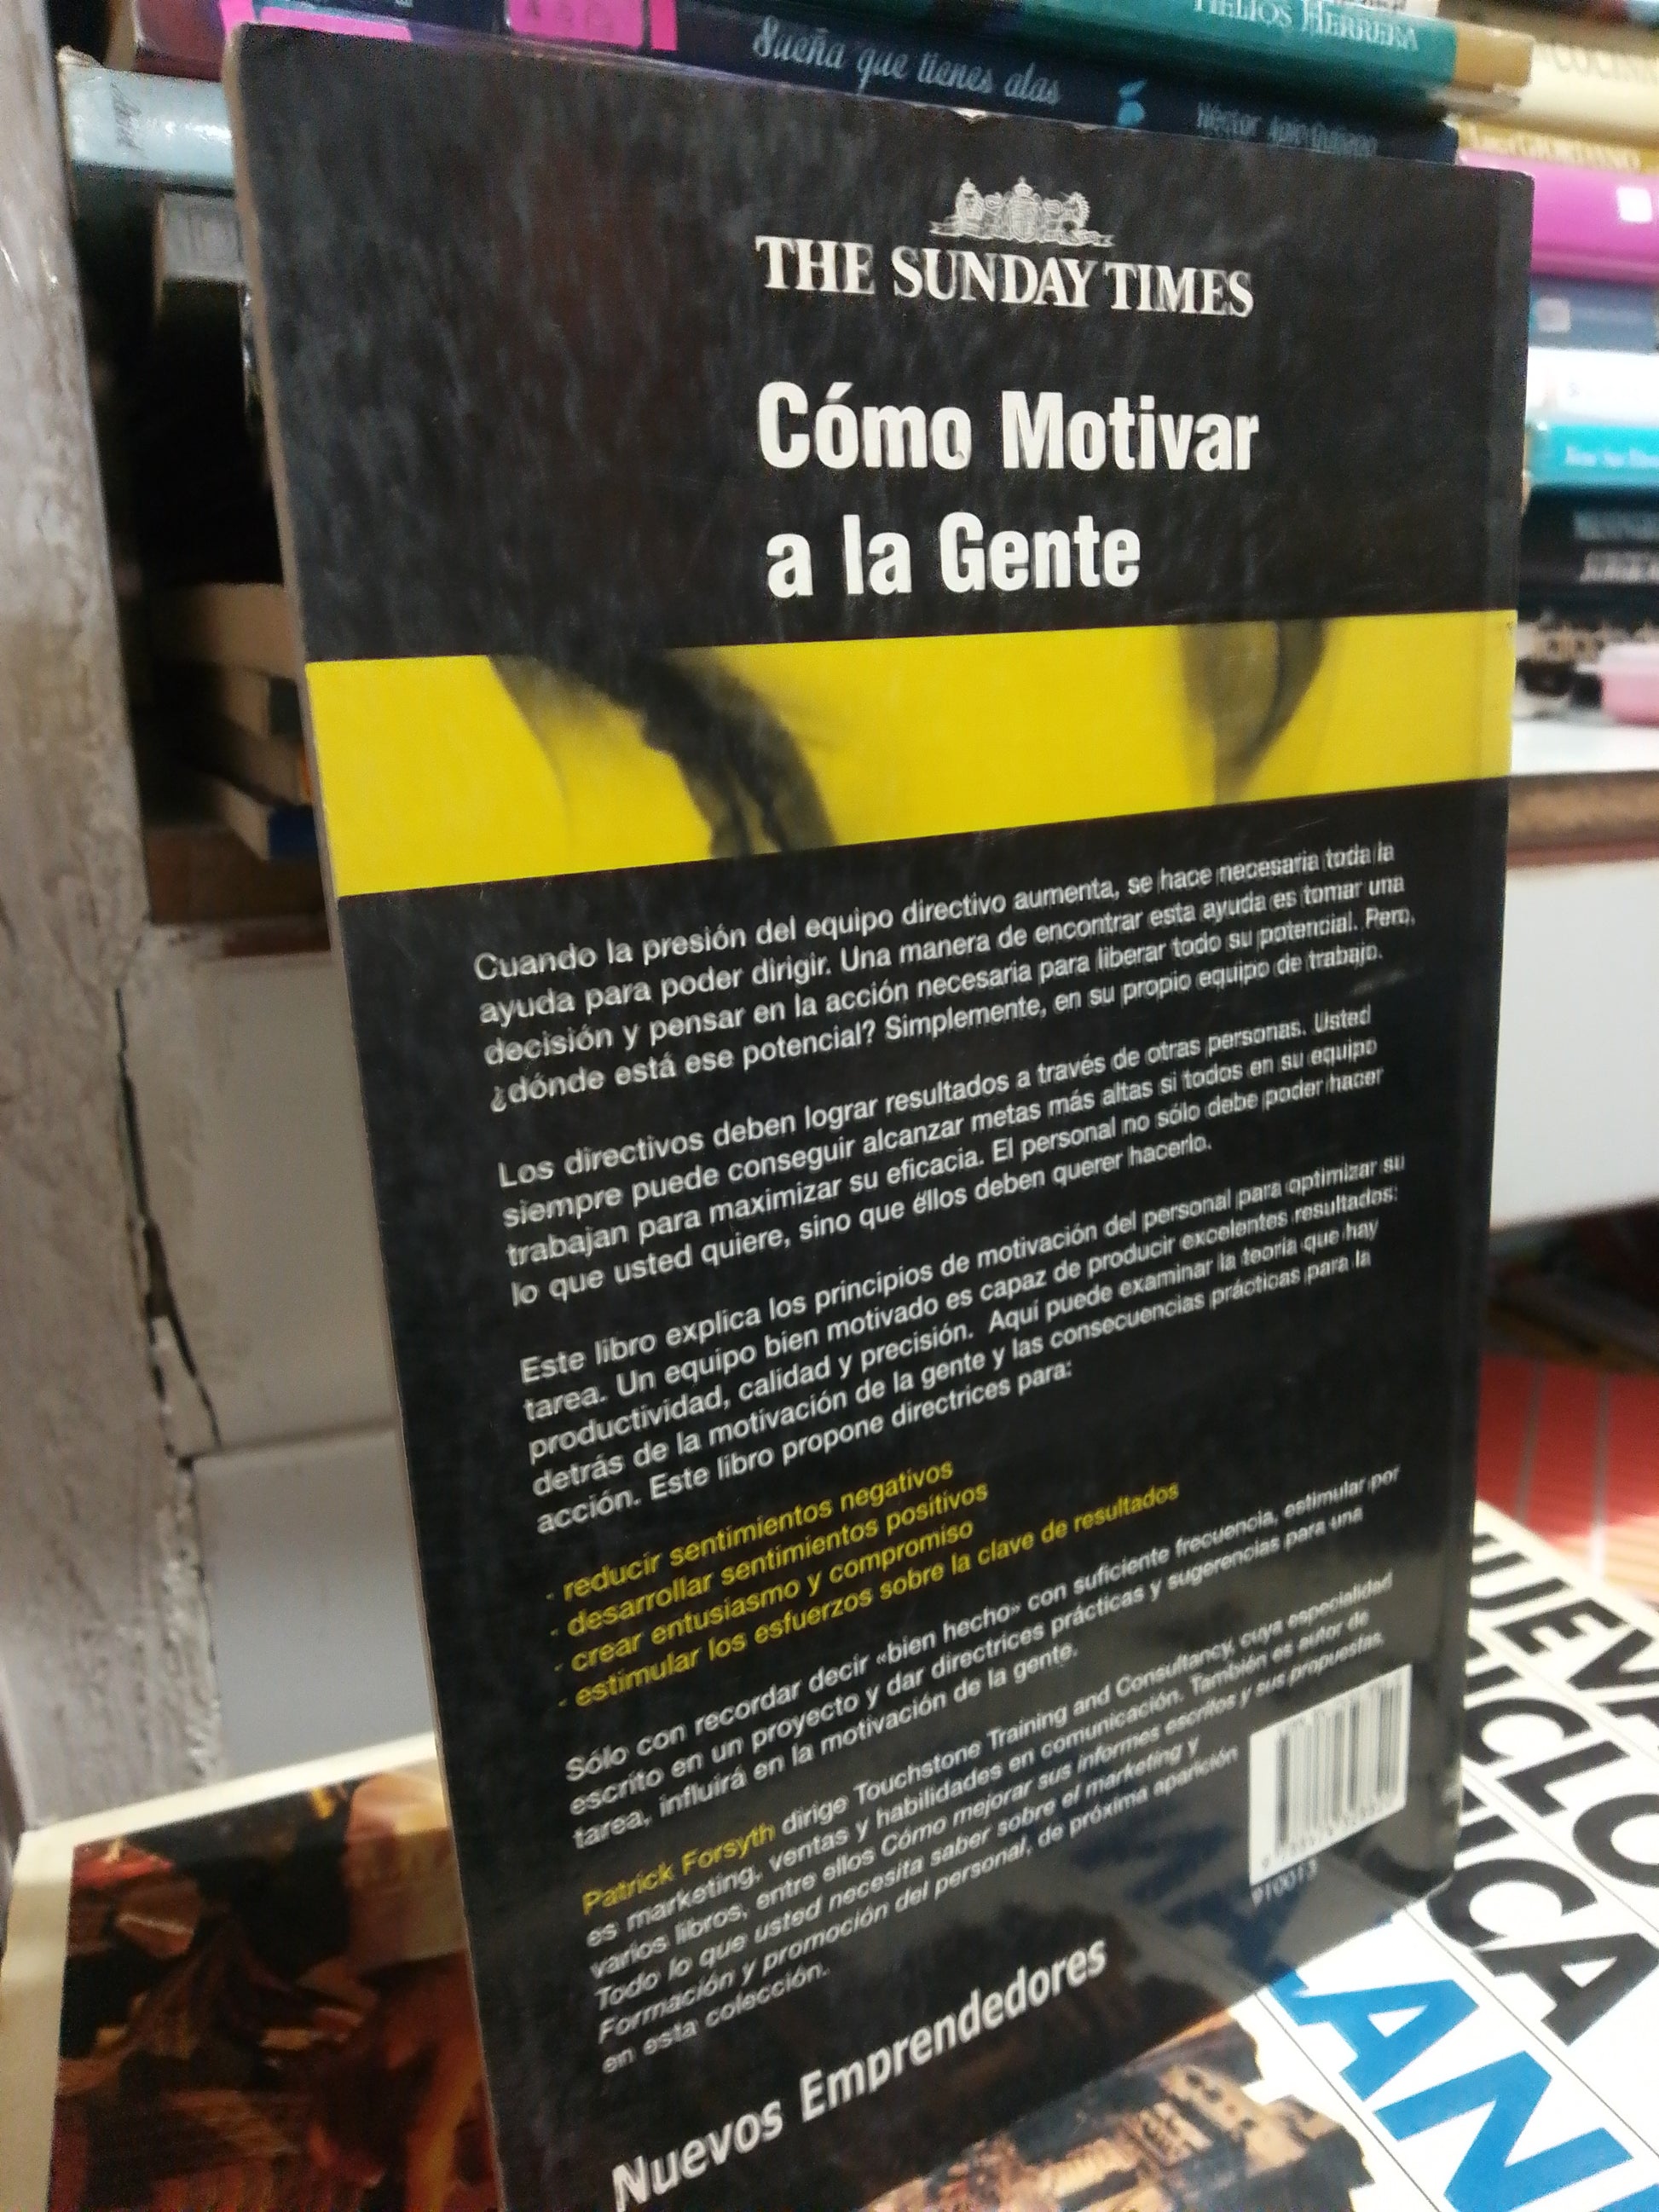 HELIOS HERRERA
Sueña que tienes alas
Héctor
THE SUNDAY TIMES
Cómo Motivar
a la Gente
Cuando la presión del equipo directivo aumenta, se hace necesaria toda la
ayuda para poder dirigir. Una manera de encontrar esta ayuda es tomar una
decisión y pensar en la acción necesaria para liberar todo su potencial. Pero,
¿dónde está ese potencial? Simplemente, en su propio equipo de trabajo.
Los directivos deben lograr resultados a través de otras personas. Usted
siempre puede conseguir alcanzar metas más altas si todos en su equipo
trabajan para maximizar su eficacia. El personal no sólo debe poder hacer
lo que usted quiere, sino que éllos deben querer hacerlo.
Este libro explica los principios de motivación del personal para optimizar su
tarea. Un equipo bien motivado es capaz de producir excelentes resultados:
productividad, calidad y precisión. Aquí puede examinar la teoría que hay
detrás de la motivación de la gente y las consecuencias prácticas para la
acción. Este libro propone directrices para:
· reducir sentimientos negativos
· desarrollar sentimientos positivos
· crear entusiasmo y compromiso
· estimular los esfuerzos sobre la clave de resultados
Sólo con recordar decir «bien hecho» con suficiente frecuencia, estimular por
escrito en un proyecto y dar directrices prácticas y sugerencias para una
tarea, influirá en la motivación de la gente.
Patrick Forsyth dirige Touchstone Training and Consultancy, cuya especialidad
es marketing, ventas y habilidades en comunicación. También es autor de
varios libros, entre ellos Cómo mejorar sus informes escritos y sus propuestas,
Todo lo que usted necesita saber sobre el marketing y
Formación y promoción del personal, de próxima aparición
en esta colección.
910013
Nuevos Emprendedores